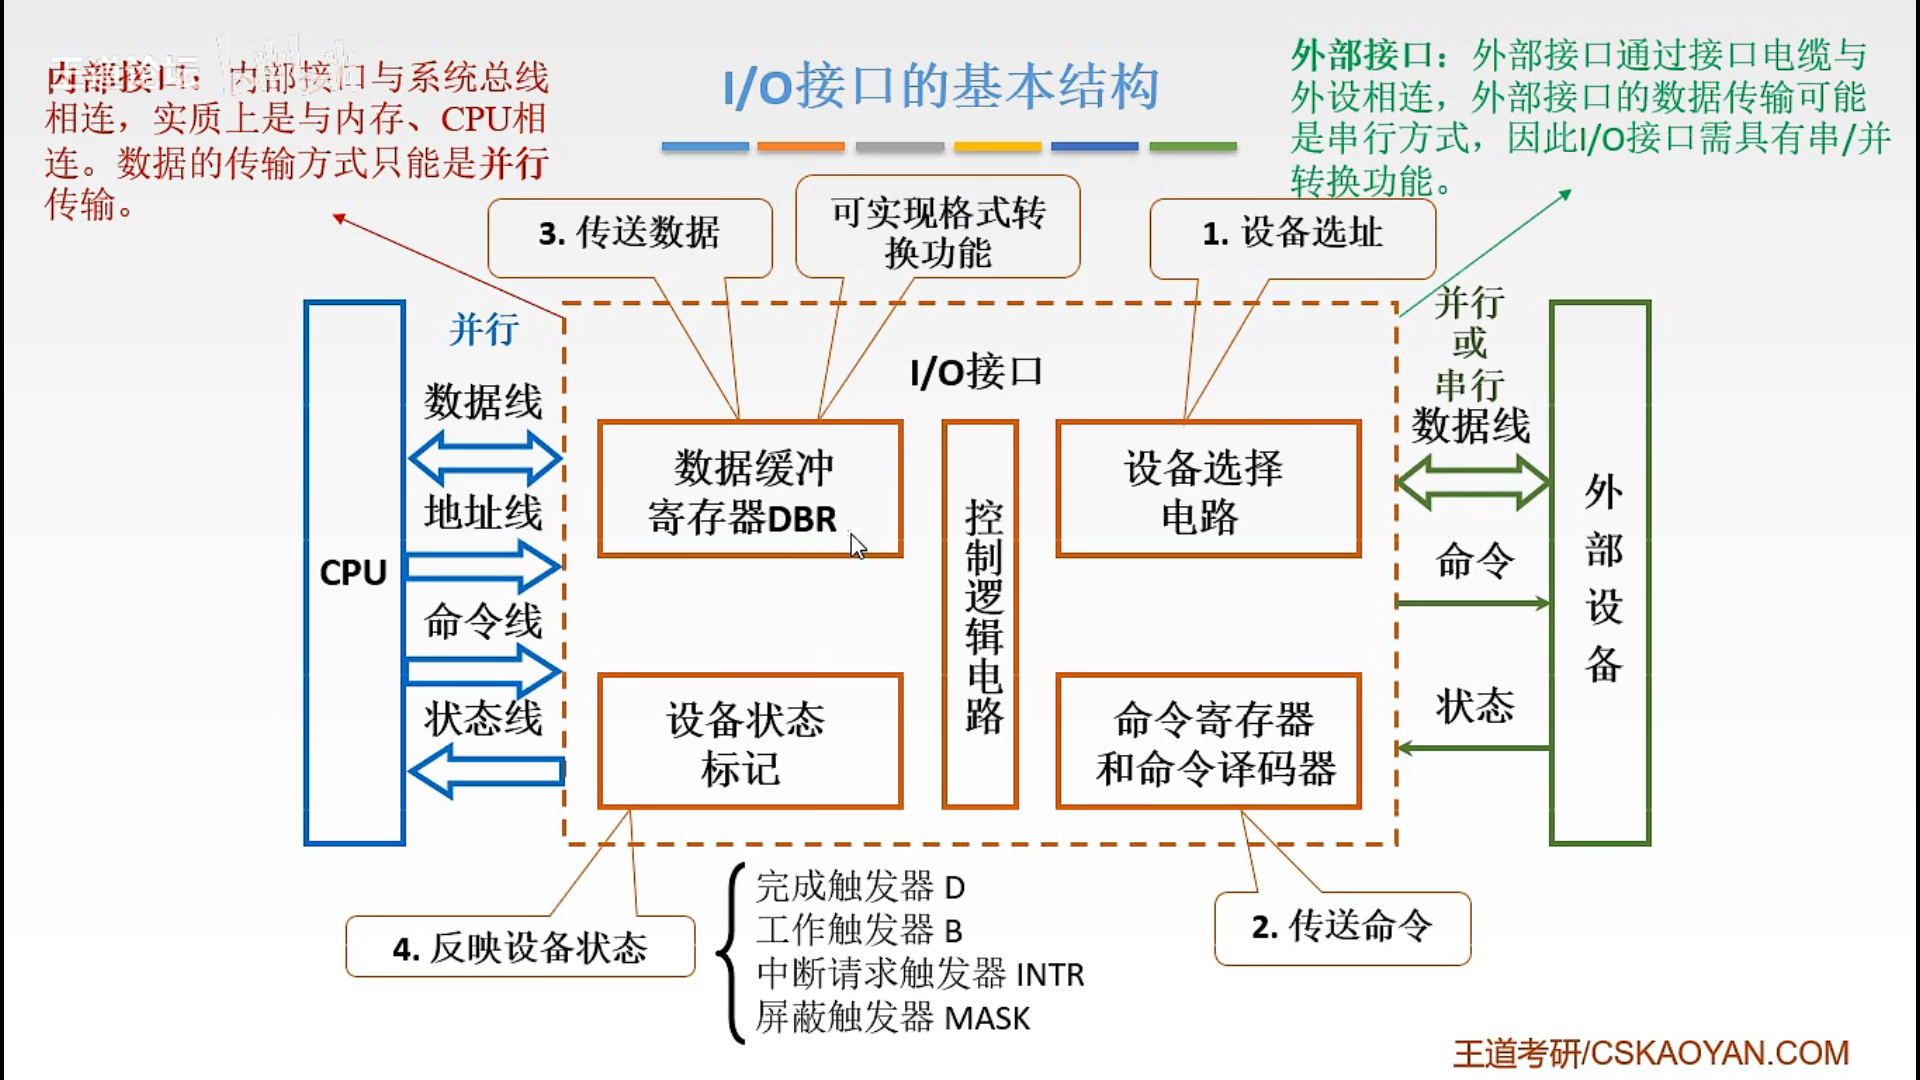 I/O接口的基本结构
王道论坛
内部接口：内部接口与系统总线
相连，实质上是与内存、CPU相
连。数据的传输方式只能是并行
传输。
外部接口：外部接口通过接口电缆与
外设相连，外部接口的数据传输可能
是串行方式，因此I/O接口需具有串/并
转换功能。
3. 传送数据
可实现格式转
换功能
1. 设备选址
并行
数据线
地址线
命令线
状态线
CPU
I/O接口
数据缓冲
寄存器DBR
控制逻辑电路
设备选择
电路
设备状态
标记
命令寄存器
和命令译码器
并行
或
串行
数据线
命令
状态
外部设备
4. 反映设备状态
完成触发器 D
工作触发器 B
中断请求触发器 INTR
屏蔽触发器 MASK
2. 传送命令
王道考研/CSKAOYAN.COM